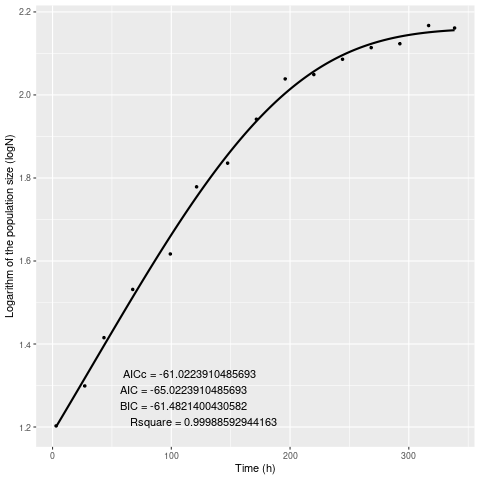 Logarithm of the population size (logN)
2.2
2.0
1.8
1.6
1.4
1.2
AICc = -61.0223910485693
AIC = -65.0223910485693
BIC = -61.4821400430582
Rsquare = 0.99988592944163
0
100
200
300
Time (h)